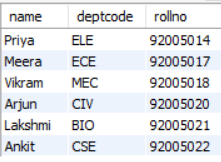 name deptcode rollno
Priya ELE 92005014
Meera ECE 92005017
Vikram MEC 92005018
Arjun CIV 92005020
Lakshmi BIO 92005021
Ankit CSE 92005022